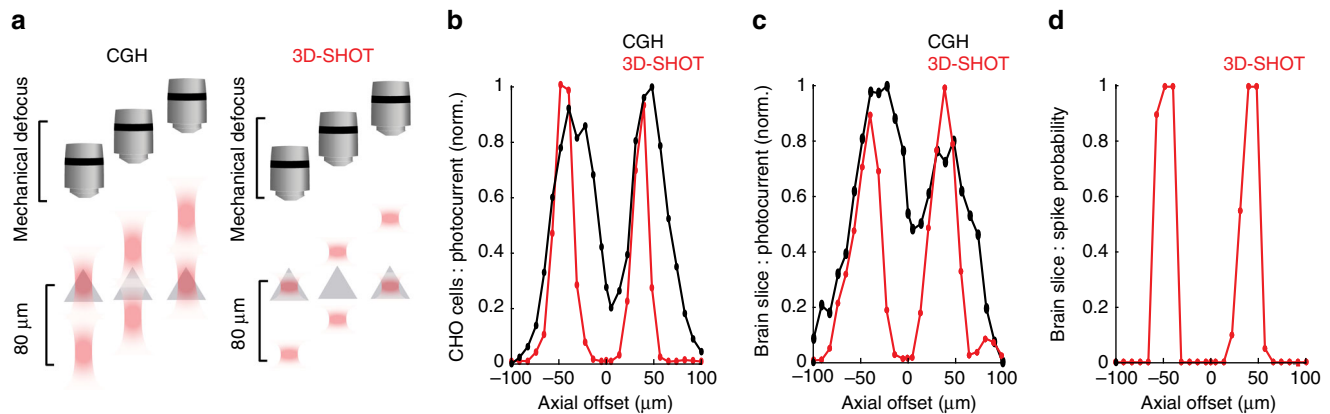 a
CGH
3D-SHOT
Mechanical defocus
80 μm
Mechanical defocus
80 μm
b
CGH
3D-SHOT
CHO cells : photocurrent (norm.)
1
0.8
0.6
0.4
0.2
0
–100
–50
0
50
100
Axial offset (μm)
c
CGH
3D-SHOT
Brain slice : photocurrent (norm.)
1
0.8
0.6
0.4
0.2
0
–100
–50
0
50
100
Axial offset (μm)
d
3D-SHOT
Brain slice : spike probability
1
0.8
0.6
0.4
0.2
0
–100
–50
0
50
100
Axial offset (μm)